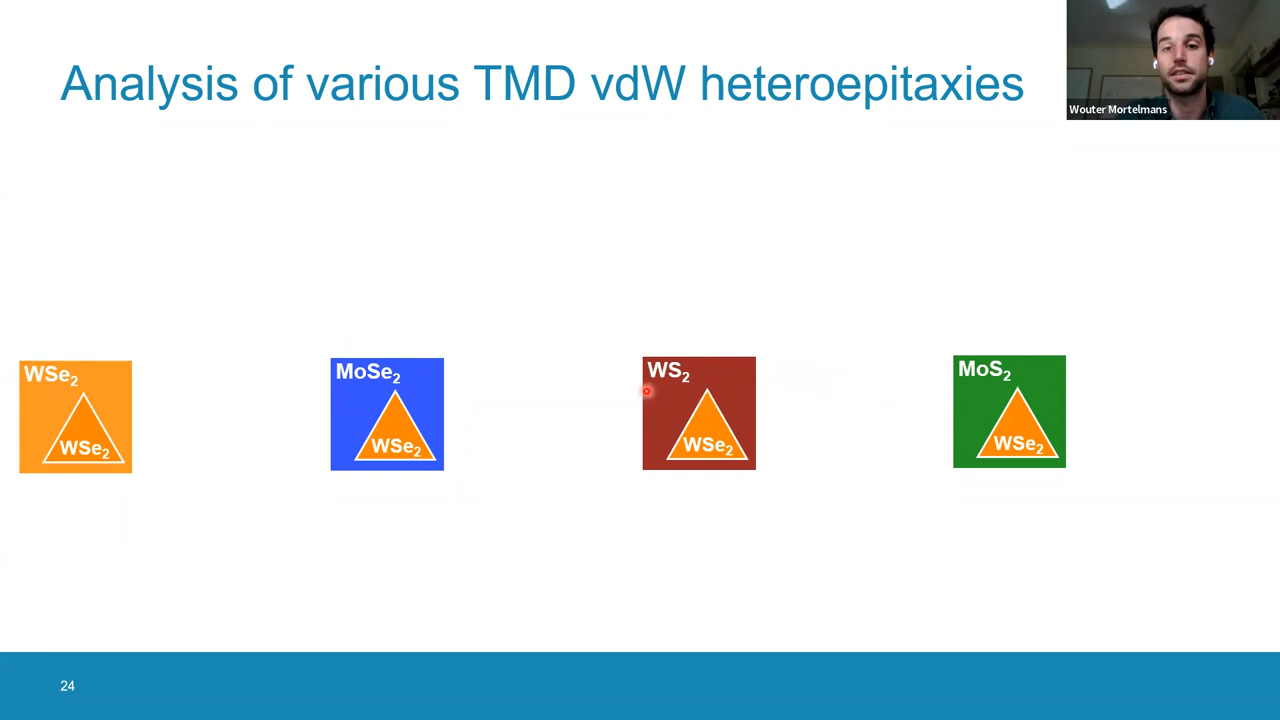 Analysis of various TMD vdW heteroepitaxies
Wouter Mortelmans
WSe₂
WSe₂
MoSe₂
WSe₂
WS₂
WSe₂
MoS₂
WSe₂
24